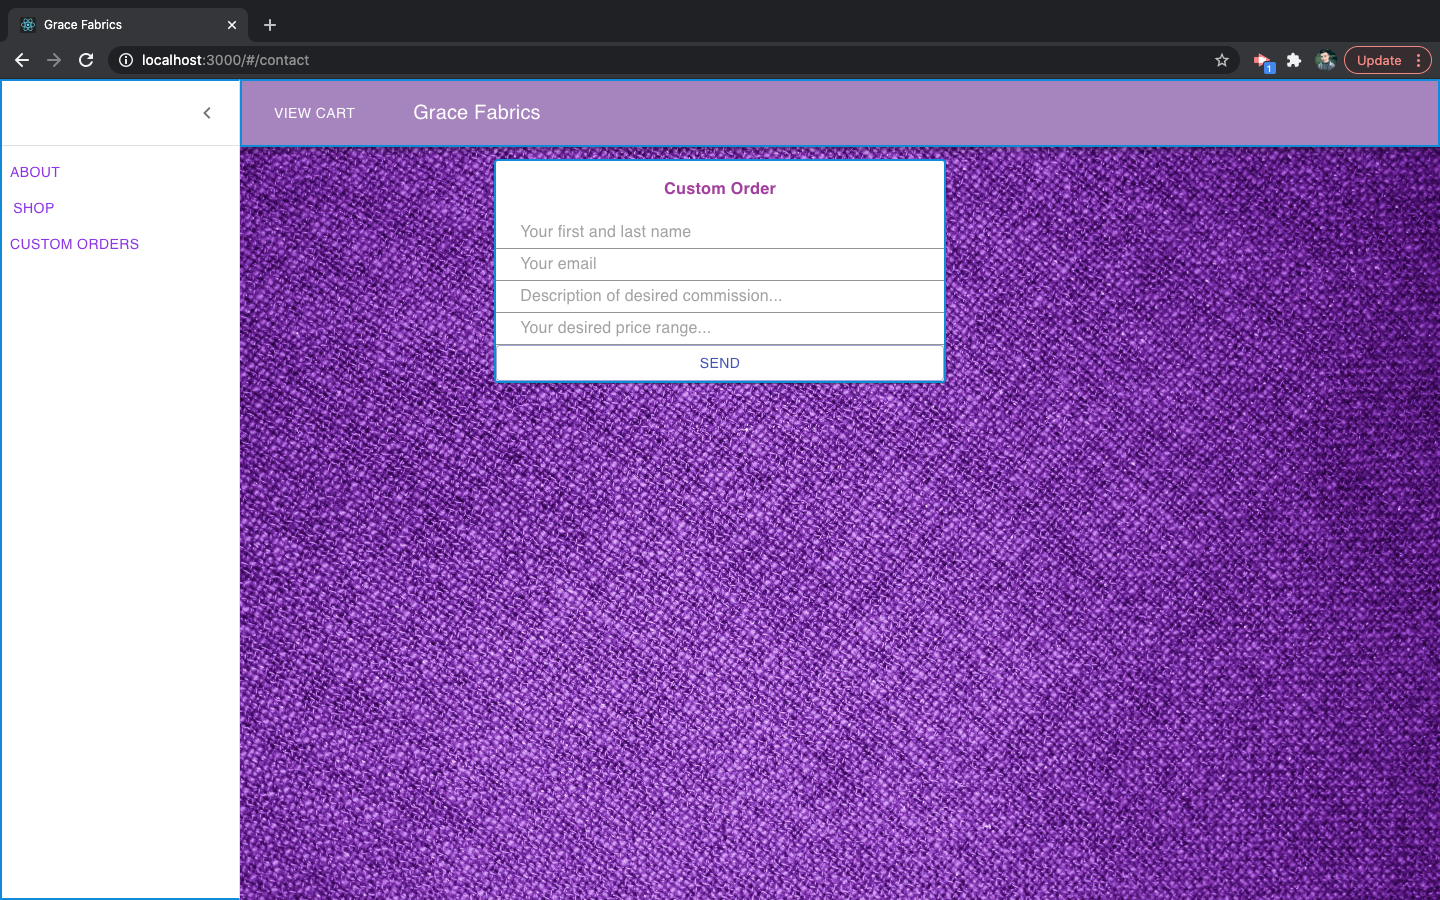 Grace Fabrics
localhost:3000/#/contact
1
Update
VIEW CART
Grace Fabrics
ABOUT
SHOP
CUSTOM ORDERS
Custom Order
Your first and last name
Your email
Description of desired commission...
Your desired price range...
SEND